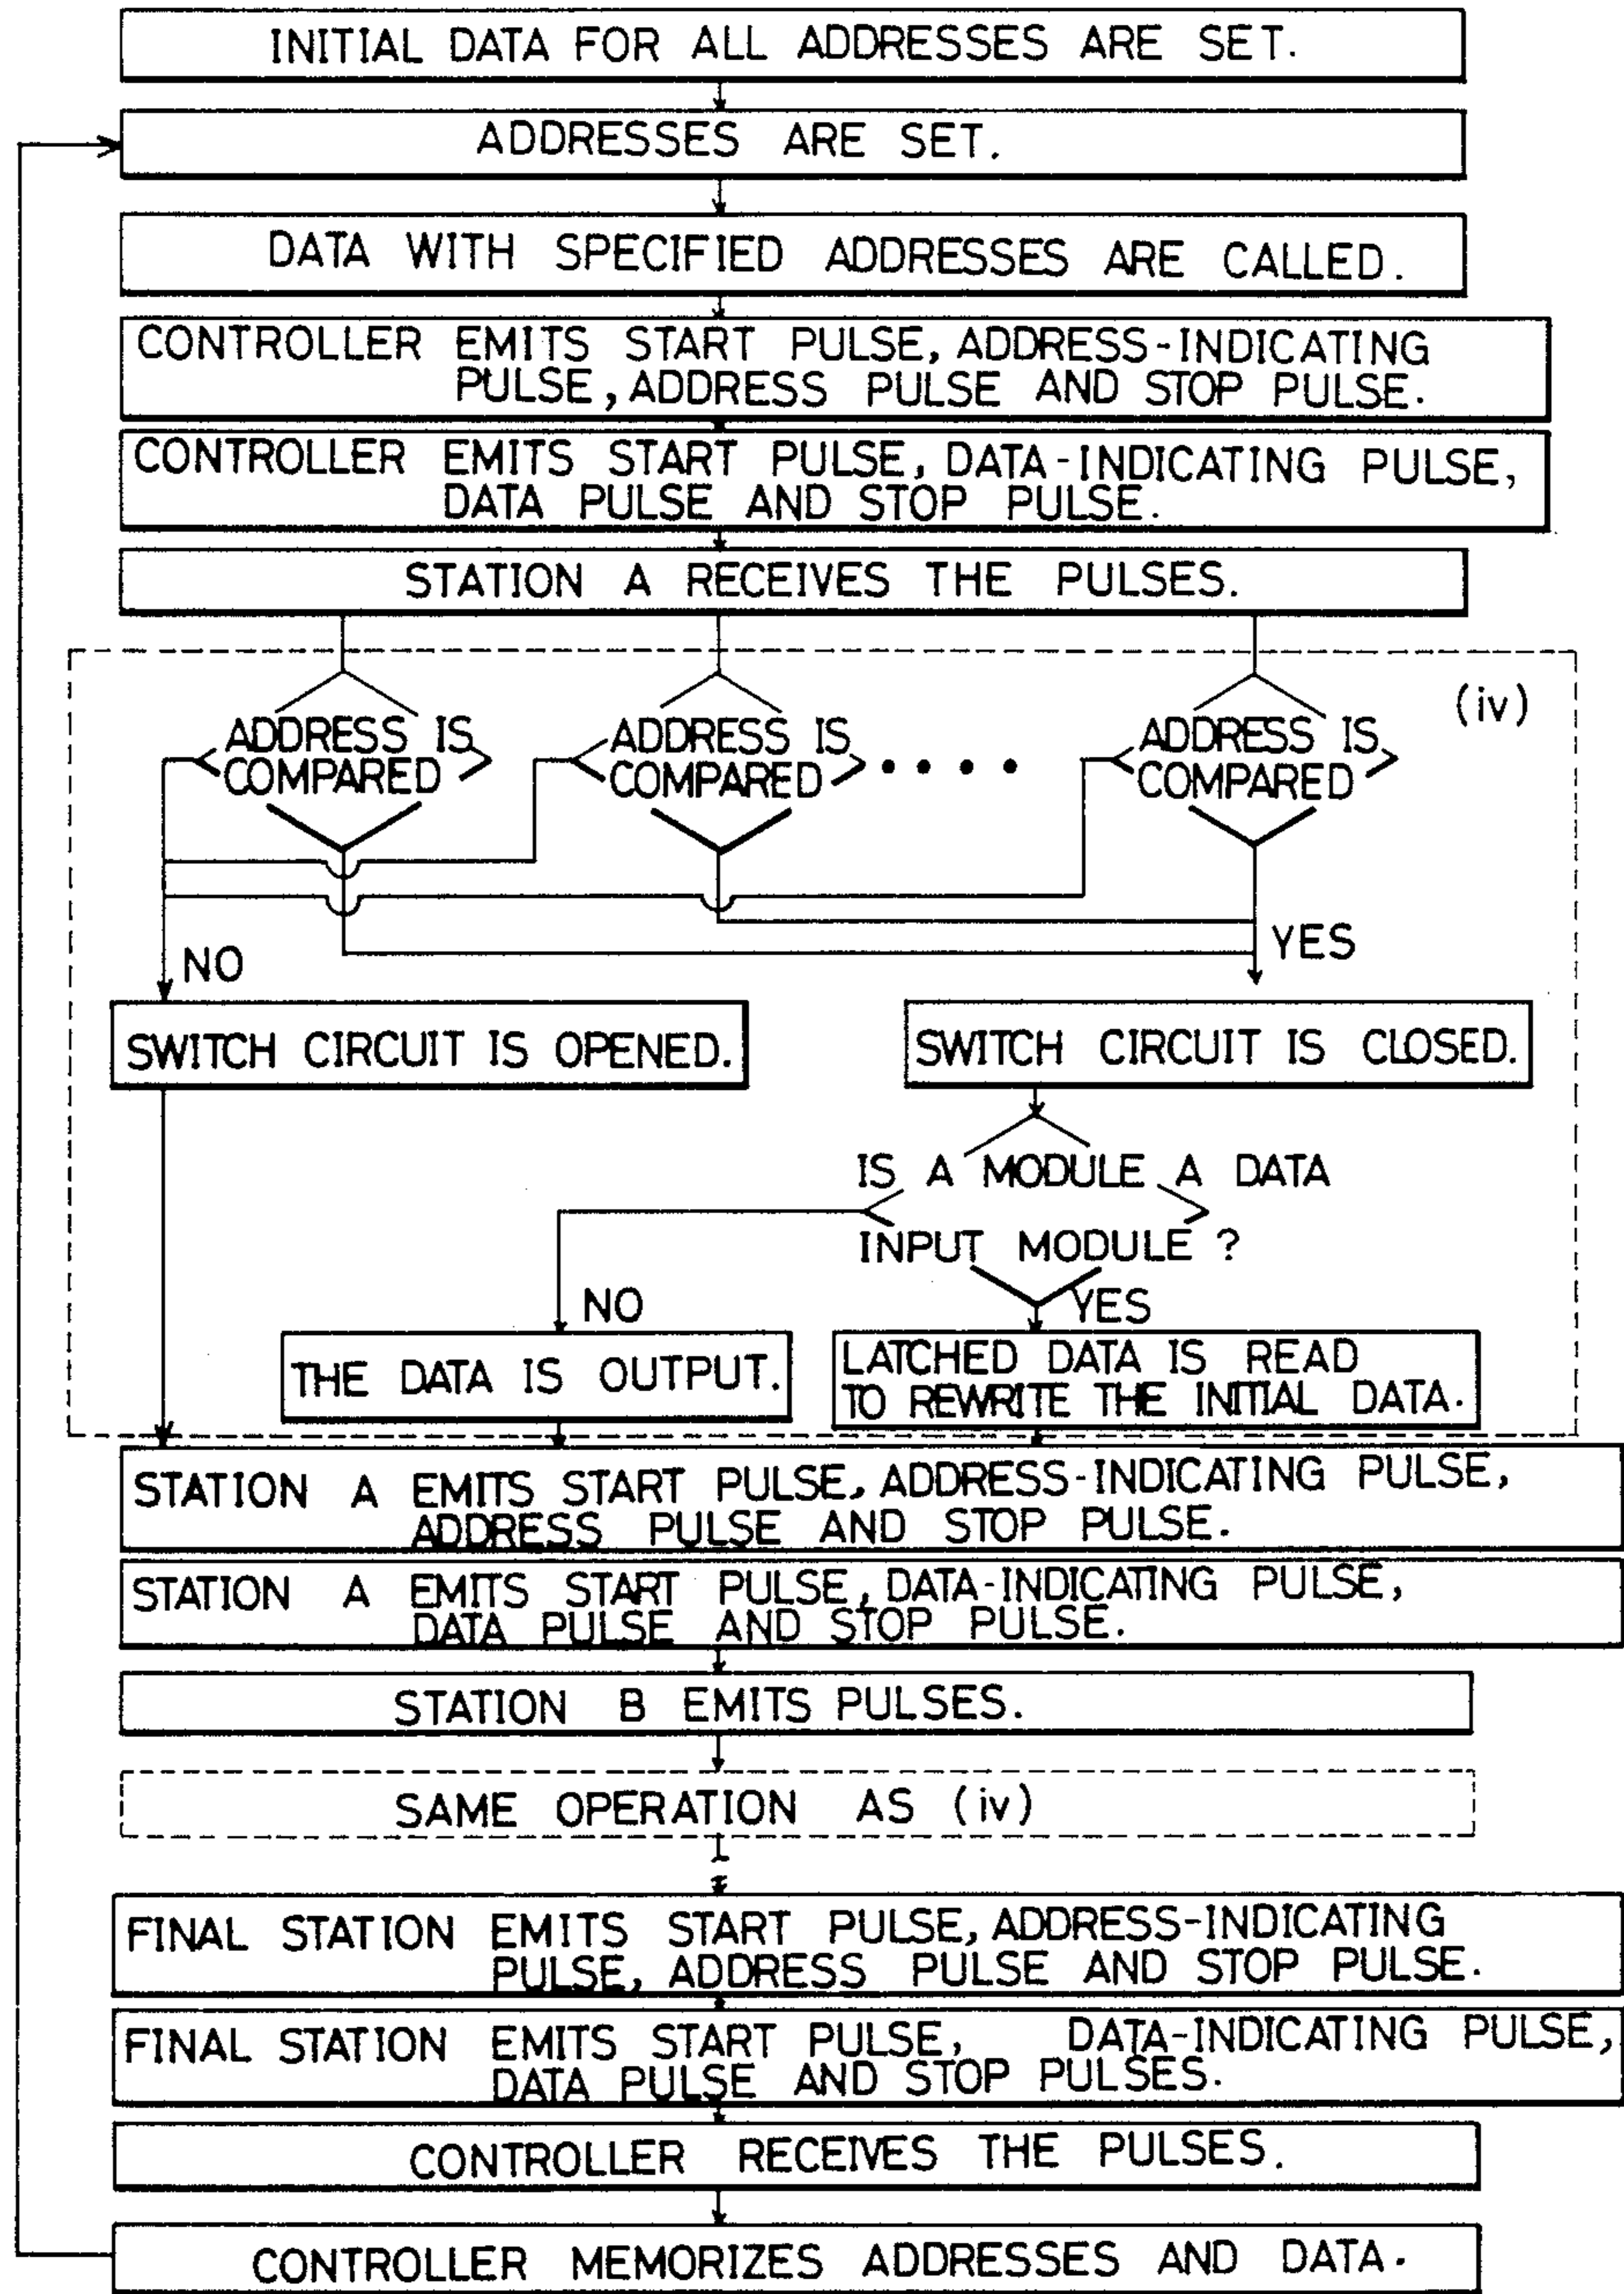 INITIAL DATA FOR ALL ADDRESSES ARE SET.
ADDRESSES ARE SET.
DATA WITH SPECIFIED ADDRESSES ARE CALLED.
CONTROLLER EMITS START PULSE, ADDRESS-INDICATING
PULSE, ADDRESS PULSE AND STOP PULSE.
CONTROLLER EMITS START PULSE, DATA-INDICATING PULSE,
DATA PULSE AND STOP PULSE.
STATION A RECEIVES THE PULSES.
(iv)
ADDRESS IS
COMPARED
ADDRESS IS
COMPARED
• • • •
ADDRESS IS
COMPARED
NO
YES
SWITCH CIRCUIT IS OPENED.
SWITCH CIRCUIT IS CLOSED.
IS A MODULE A DATA
INPUT MODULE ?
NO
YES
THE DATA IS OUTPUT.
LATCHED DATA IS READ
TO REWRITE THE INITIAL DATA.
STATION A EMITS START PULSE, ADDRESS-INDICATING PULSE,
ADDRESS PULSE AND STOP PULSE.
STATION A EMITS START PULSE, DATA-INDICATING PULSE,
DATA PULSE AND STOP PULSE.
STATION B EMITS PULSES.
SAME OPERATION AS (iv)
FINAL STATION EMITS START PULSE, ADDRESS-INDICATING
PULSE, ADDRESS PULSE AND STOP PULSE.
FINAL STATION EMITS START PULSE, DATA-INDICATING PULSE,
DATA PULSE AND STOP PULSES.
CONTROLLER RECEIVES THE PULSES.
CONTROLLER MEMORIZES ADDRESSES AND DATA.